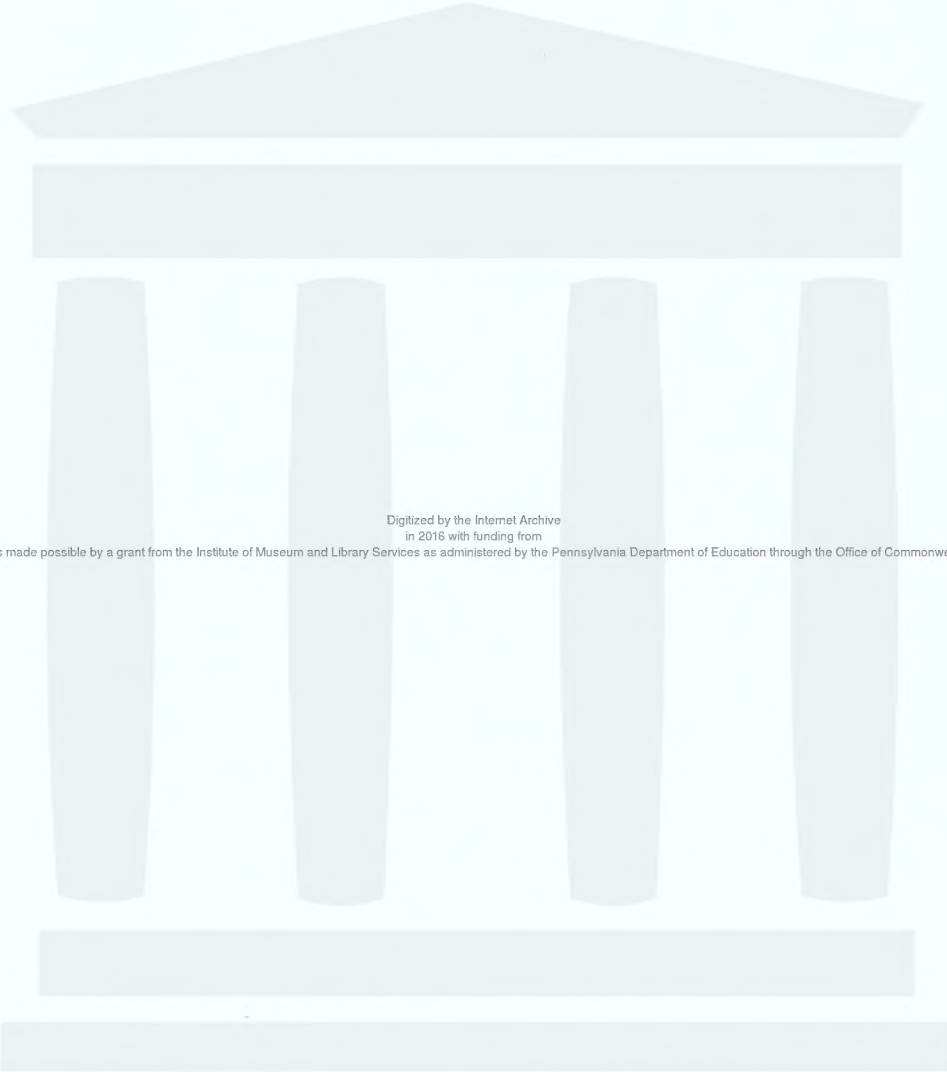 Digitized by the Internet Archive
in 2016 with funding from
made possible by a grant from the Institute of Museum and Library Services as administered by the Pennsylvania Department of Education through the Office of